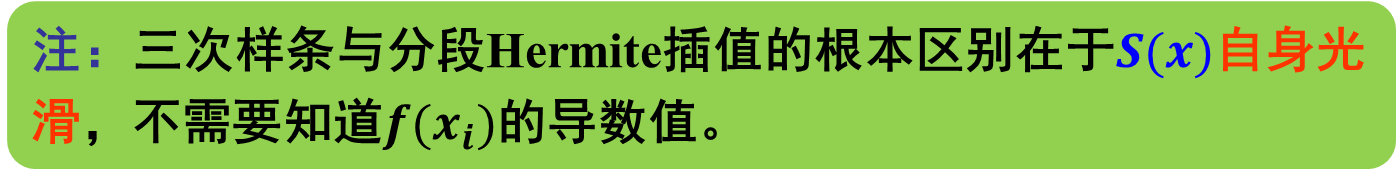 注：三次样条与分段Hermite插值的根本区别在于S(x)自身光
滑，不需要知道f(xᵢ)的导数值。